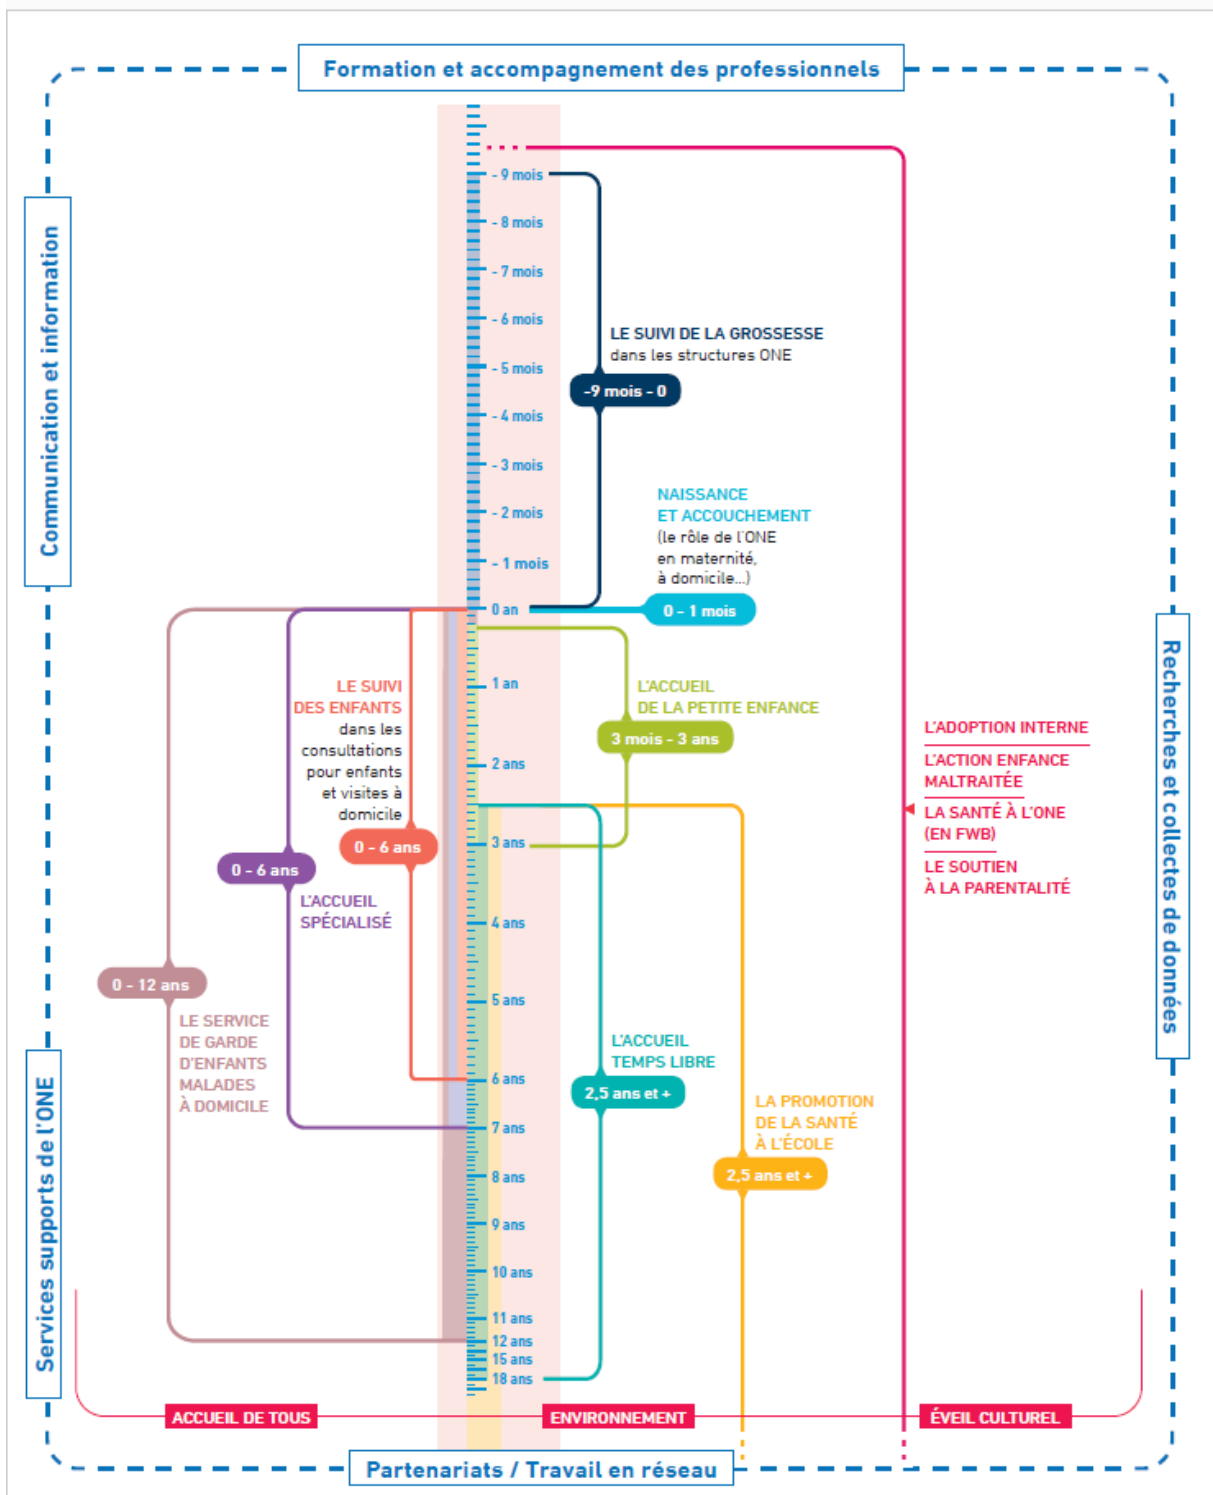 Formation et accompagnement des professionnels
Communication et information
Services supports de l'ONE
Recherches et collectes de données
- 9 mois
- 8 mois
- 7 mois
- 6 mois
- 5 mois
- 4 mois
- 3 mois
- 2 mois
- 1 mois
0 an
1 an
2 ans
3 ans
4 ans
5 ans
6 ans
7 ans
8 ans
9 ans
10 ans
11 ans
12 ans
15 ans
18 ans
LE SUIVI DE LA GROSSESSE
dans les structures ONE
-9 mois - 0
NAISSANCE
ET ACCOUCHEMENT
(le rôle de l'ONE
en maternité,
à domicile...)
0 - 1 mois
L'ACCUEIL
DE LA PETITE ENFANCE
3 mois - 3 ans
LE SUIVI
DES ENFANTS
dans les
consultations
pour enfants
et visites à
domicile
0 - 6 ans
0 - 6 ans
L'ACCUEIL
SPÉCIALISÉ
0 - 12 ans
LE SERVICE
DE GARDE
D'ENFANTS
MALADES
À DOMICILE
L'ACCUEIL
TEMPS LIBRE
2,5 ans et +
LA PROMOTION
DE LA SANTÉ
À L'ÉCOLE
2,5 ans et +
L'ADOPTION INTERNE
L'ACTION ENFANCE
MALTRAITÉE
LA SANTÉ À L'ONE
(EN FWB)
LE SOUTIEN
À LA PARENTALITÉ
ACCUEIL DE TOUS
ENVIRONNEMENT
ÉVEIL CULTUREL
Partenariats / Travail en réseau